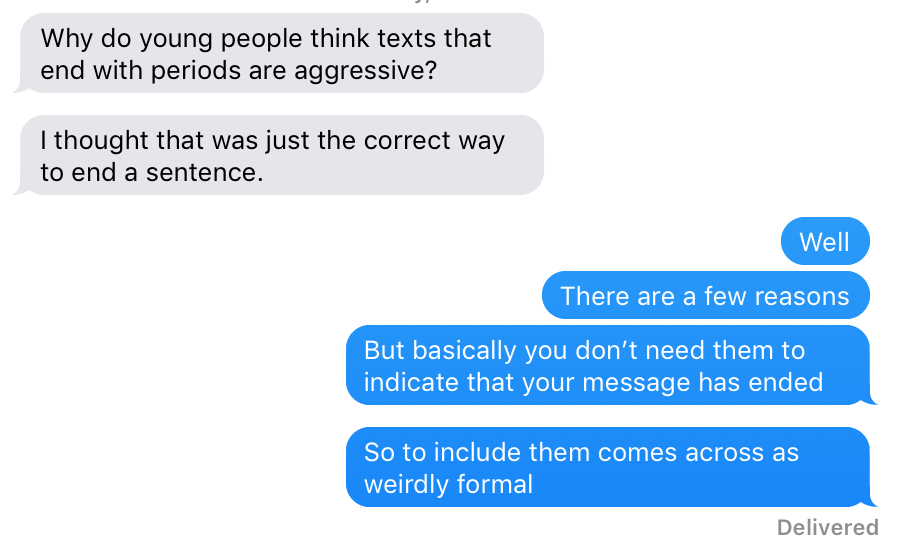 Why do young people think texts that
end with periods are aggressive?
I thought that was just the correct way
to end a sentence.
Well
There are a few reasons
But basically you don’t need them to
indicate that your message has ended
So to include them comes across as
weirdly formal
Delivered